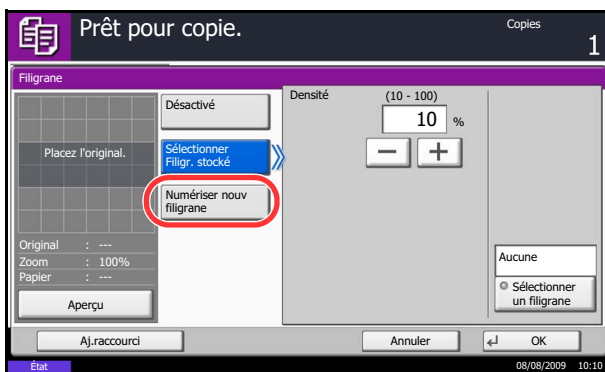 Prêt pour copie.
Copies
1
Filigrane
Placez l'original.
Original : ---
Zoom : 100%
Papier : ---
Aperçu
Désactivé
Sélectionner
Filigr. stocké
Numériser nouv
filigrane
Densité
(10 - 100)
10 %
Aucune
Sélectionner
un filigrane
Aj.raccourci
Annuler
OK
État
08/08/2009 10:10